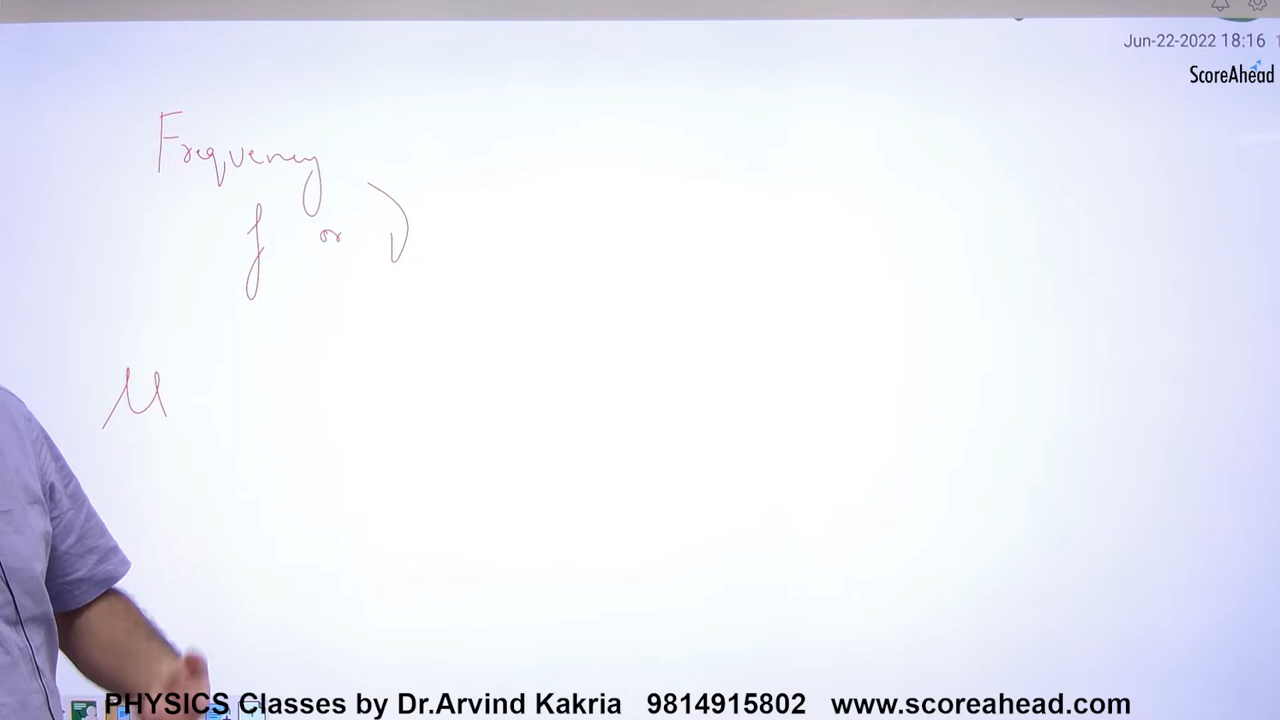 Jun-22-2022 18:16
ScoreAhead
Frequency
f or ν
μ
PHYSICS Classes by Dr.Arvind Kakria 9814915802 www.scoreahead.com